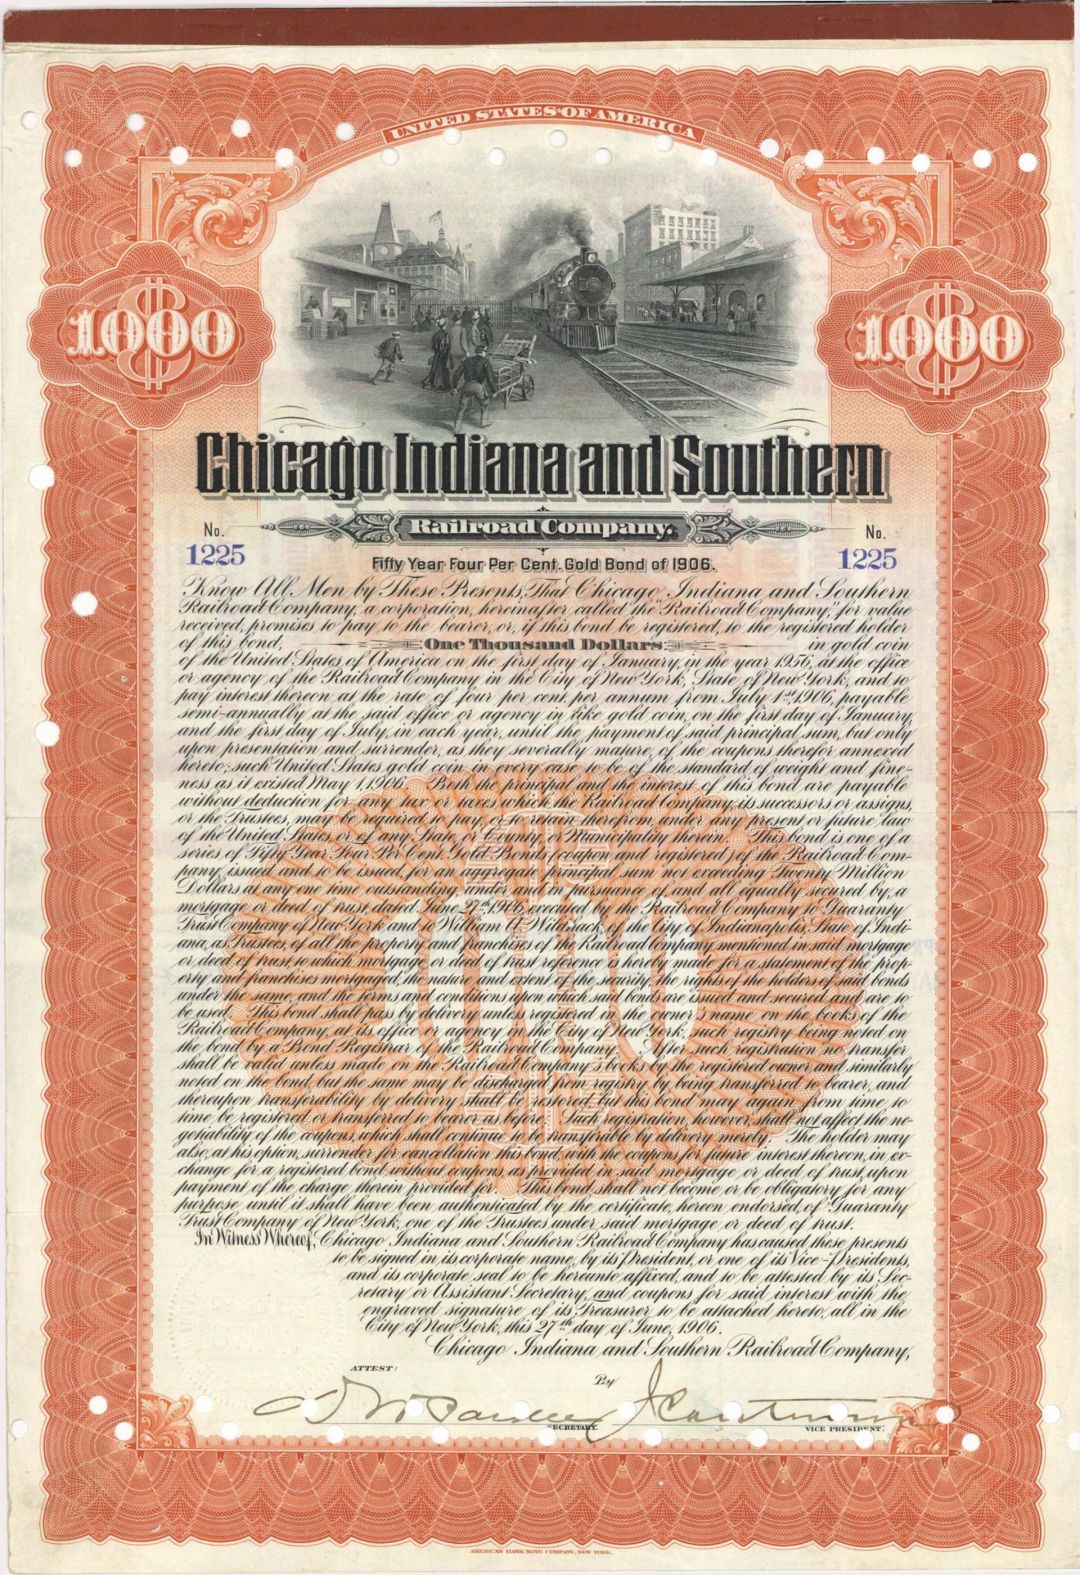 UNITED STATES OF AMERICA
$1000 $1000
Chicago Indiana and Southern
Railroad Company.
No. No.
1225 1225
Fifty Year Four Per Cent. Gold Bond of 1906.
Know All Men by These Presents, That Chicago Indiana and Southern
Railroad Company, a corporation, hereinafter called the "Railroad Company," for value
received, promises to pay to the bearer, or, if this bond be registered, to the registered holder
of this bond, One Thousand Dollars in gold coin
of the United States of America on the first day of January, in the year 1956, at the office
or agency of the Railroad Company in the City of New York, State of New York, and to
pay interest thereon at the rate of four per cent. per annum from July 1st, 1906, payable
semi-annually at the said office or agency in like gold coin, on the first day of January,
and the first day of July, in each year, until the payment of said principal sum, but only
upon presentation and surrender, as they severally mature, of the coupons therefor annexed
hereto; such United States gold coin in every case to be of the standard of weight and fine-
ness as it existed May 1, 1906. Both the principal and the interest of this bond are payable
without deduction for any tax or taxes which the Railroad Company, its successors or assigns,
or the Trustees, may be required to pay, or to retain therefrom, under any present or future law
of the United States, or of any State, or County, or Municipality therein. This bond is one of a
series of Fifty Year Four Per Cent. Gold Bonds (coupon and registered) of the Railroad Com-
pany, issued and to be issued, for an aggregate principal sum not exceeding Twenty Million
Dollars at any one time outstanding, under and in pursuance of, and all equally secured by, a
mortgage or deed of trust, dated June 27th, 1906, executed by the Railroad Company to Guaranty
Trust Company of New York and to William A. Wildhack, of the City of Indianapolis, State of Indi-
ana, as Trustees, of all the property and franchises of the Railroad Company mentioned in said mortgage
or deed of trust, to which mortgage or deed of trust reference is hereby made for a statement of the prop-
erty and franchises mortgaged, the nature and extent of the security, the rights of the holders of said bonds
under the same, and the terms and conditions upon which said bonds are issued and secured and are to
be used. This bond shall pass by delivery unless registered in the owner's name on the books of the
Railroad Company, at its office or agency in the City of New York, such registry being noted on
the bond by a Bond Registrar of the Railroad Company. After such registration no transfer
shall be valid unless made on the Railroad Company's books by the registered owner and similarly
noted on the bond, but the same may be discharged from registry by being transferred to bearer, and
thereupon transferability by delivery shall be restored, but this bond may again from time to
time be registered or transferred to bearer as before. Such registration, however, shall not affect the ne-
gotiability of the coupons, which shall continue to be transferable by delivery merely. The holder may
also, at his option, surrender for cancellation this bond, with the coupons for future interest thereon, in ex-
change for a registered bond without coupons, as provided in said mortgage or deed of trust, upon
payment of the charge therein provided for. This bond shall not become or be obligatory for any
purpose until it shall have been authenticated by the certificate, hereon endorsed, of Guaranty
Trust Company of New York, one of the Trustees under said mortgage or deed of trust.
In Witness Whereof, Chicago Indiana and Southern Railroad Company has caused these presents
to be signed in its corporate name, by its President, or one of its Vice-Presidents,
and its corporate seal to be hereunto affixed, and to be attested by its Sec-
retary or Assistant Secretary, and coupons for said interest with the
engraved signature of its Treasurer to be attached hereto, all in the
City of New York, this 27th day of June, 1906.
Chicago Indiana and Southern Railroad Company,
ATTEST: By
SECRETARY. VICE PRESIDENT.
AMERICAN BANK NOTE COMPANY, NEW YORK.